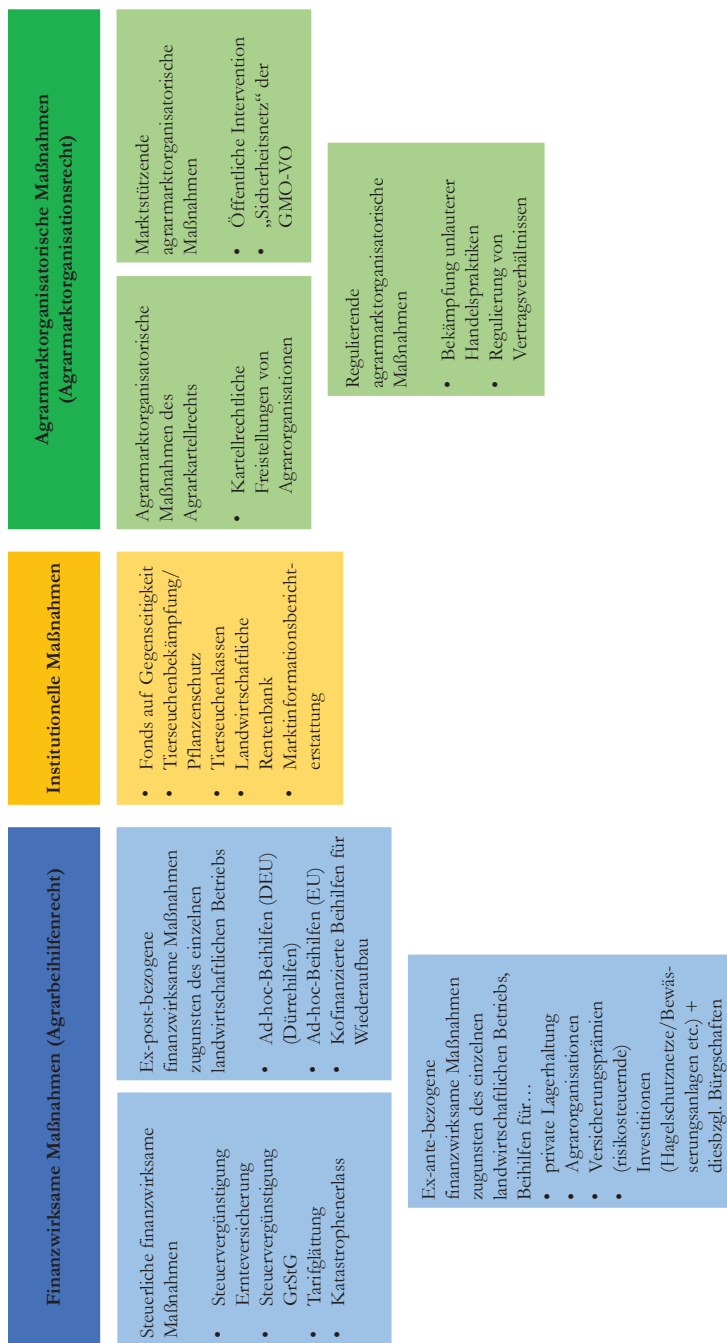 Finanzwirksame Maßnahmen (Agrarbeihilfenrecht)
Steuerliche finanzwirksame
Maßnahmen
• Steuervergünstigung
Ernteversicherung
• Steuervergünstigung
GrStG
• Tarifglättung
• Katastrophenerlass
Ex-post-bezogene
finanzwirksame Maßnahmen
zugunsten des einzelnen
landwirtschaftlichen Betriebs
• Ad-hoc-Beihilfen (DEU)
(Dürrehilfen)
• Ad-hoc-Beihilfen (EU)
• Kofinanzierte Beihilfen für
Wiederaufbau
Ex-ante-bezogene
finanzwirksame Maßnahmen
zugunsten des einzelnen
landwirtschaftlichen Betriebs,
Beihilfen für…
• private Lagerhaltung
• Agrarorganisationen
• Versicherungsprämien
• (risikosteuernde)
Investitionen
(Hagelschutznetze/Bewäs-
serungsanlagen etc.) +
diesbzgl. Bürgschaften
Institutionelle Maßnahmen
• Fonds auf Gegenseitigkeit
• Tierseuchenbekämpfung/
Pflanzenschutz
• Tierseuchenkassen
• Landwirtschaftliche
Rentenbank
• Marktinformationsbericht-
erstattung
Agrarmarktorganisatorische Maßnahmen
(Agrarmarktorganisationsrecht)
Agrarmarktorganisatorische
Maßnahmen des
Agrarkartellrechts
• Kartellrechtliche
Freistellungen von
Agrarorganisationen
Marktstützende
agrarmarktorganisatorische
Maßnahmen
• Öffentliche Intervention
• „Sicherheitsnetz“ der
GMO-VO
Regulierende
agrarmarktorganisatorische
Maßnahmen
• Bekämpfung unlauterer
Handelspraktiken
• Regulierung von
Vertragsverhältnissen